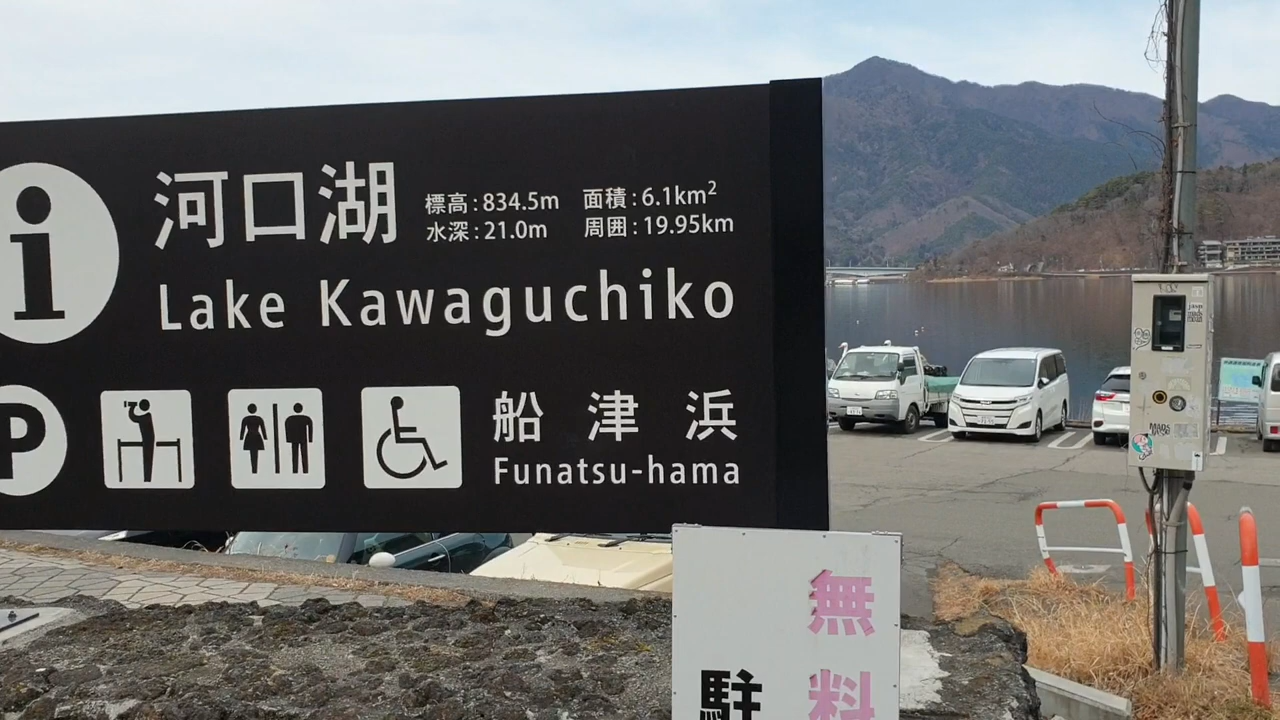 i
河口湖
標高:834.5m 面積:6.1km²
水深:21.0m 周囲:19.95km
Lake Kawaguchiko
P
船津浜
Funatsu-hama
無料
駐